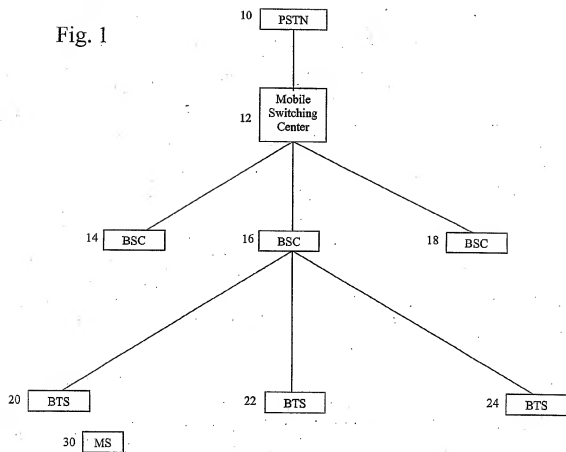 Fig. 1
10 PSTN
12 Mobile
Switching
Center
14 BSC
16 BSC
18 BSC
20 BTS
22 BTS
24 BTS
30 MS